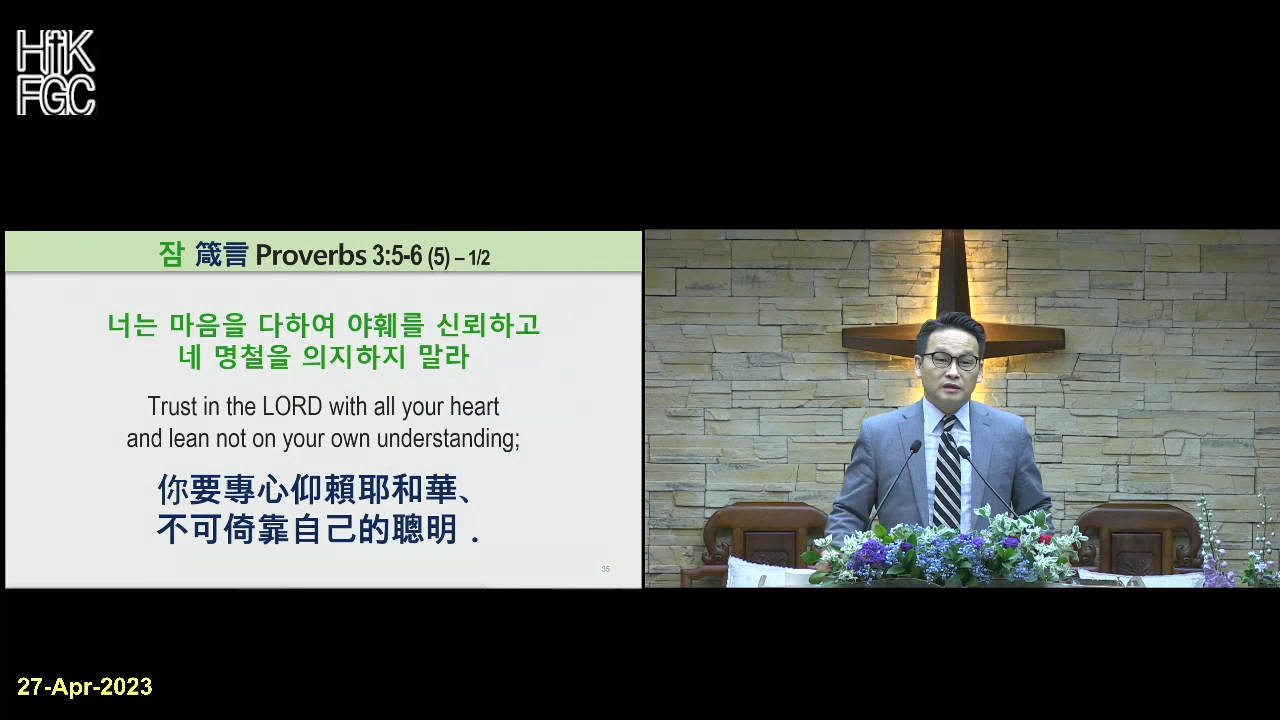 HfK
FGC
잠 箴言 Proverbs 3:5-6 (5) – 1/2
너는 마음을 다하여 야훼를 신뢰하고
네 명철을 의지하지 말라
Trust in the LORD with all your heart
and lean not on your own understanding;
你要專心仰賴耶和華、
不可倚靠自己的聰明 .
35
27-Apr-2023